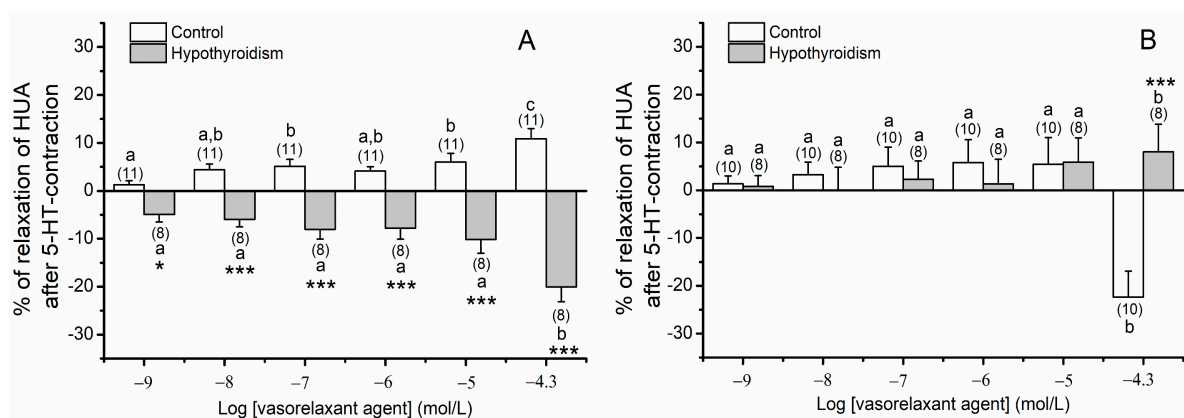 Control
Hypothyroidism
A
% of relaxation of HUA
after 5-HT-contraction
30
20
10
0
-10
-20
-30
a
(11)
a,b
(11)
b
(11)
a,b
(11)
b
(11)
c
(11)
(8)
a
*
(8)
a
***
(8)
a
***
(8)
a
***
(8)
a
***
(8)
b
***
–9
–8
–7
–6
–5
–4.3
Log [vasorelaxant agent] (mol/L)
Control
Hypothyroidism
B
% of relaxation of HUA
after 5-HT-contraction
30
20
10
0
-10
-20
-30
a
(10)
a
(8)
a
(10)
a
(8)
a
(10)
a
(8)
a
(10)
a
(8)
a
(10)
a
(8)
(10)
b
***
b
(8)
–9
–8
–7
–6
–5
–4.3
Log [vasorelaxant agent] (mol/L)